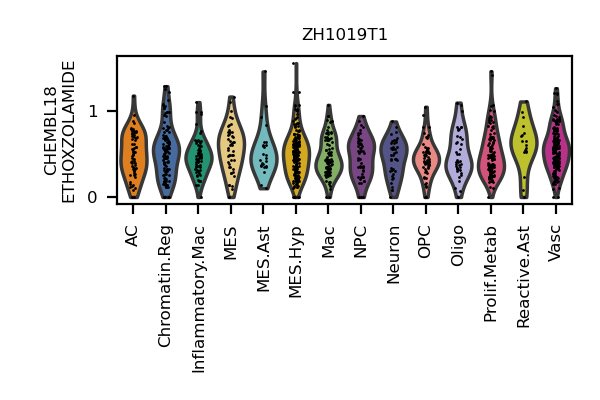 ZH1019T1
CHEMBL18
ETHOXZOLAMIDE
1
0
AC
Chromatin.Reg
Inflammatory.Mac
MES
MES.Ast
MES.Hyp
Mac
NPC
Neuron
OPC
Oligo
Prolif.Metab
Reactive.Ast
Vasc